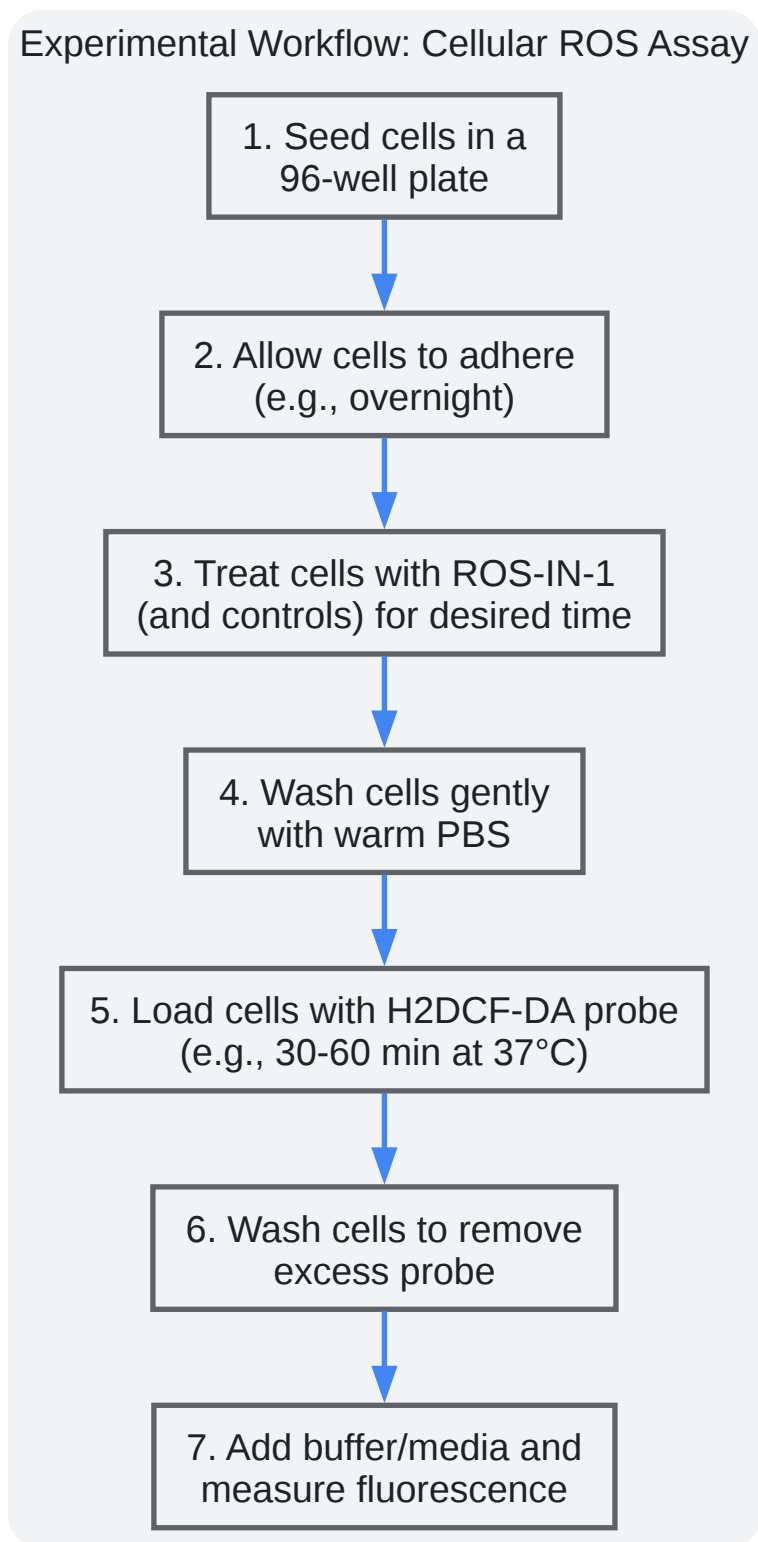 Experimental Workflow: Cellular ROS Assay
1. Seed cells in a
96-well plate
2. Allow cells to adhere
(e.g., overnight)
3. Treat cells with ROS-IN-1
(and controls) for desired time
4. Wash cells gently
with warm PBS
5. Load cells with H2DCF-DA probe
(e.g., 30-60 min at 37°C)
6. Wash cells to remove
excess probe
7. Add buffer/media and
measure fluorescence